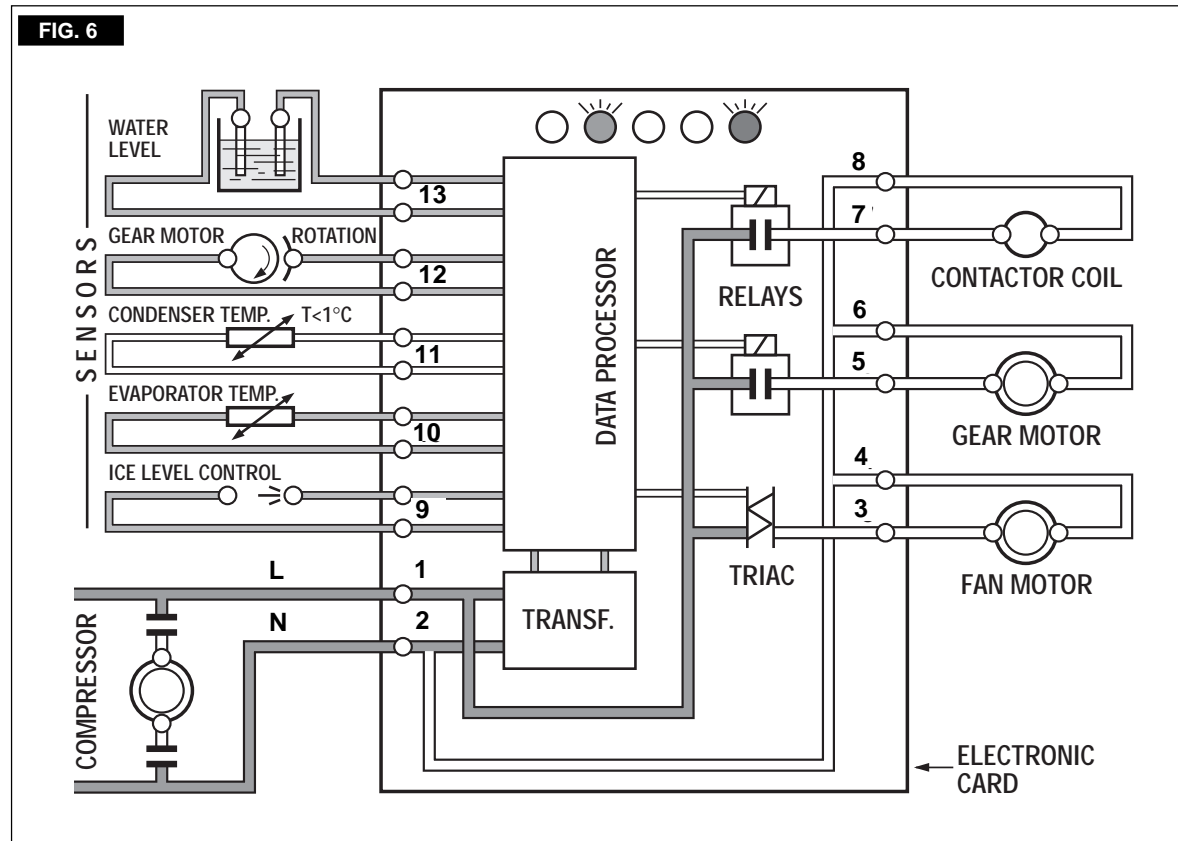 FIG. 6
WATER
LEVEL
13
GEAR MOTOR ROTATION
12
CONDENSER TEMP. T<1°C
11
EVAPORATOR TEMP.
10
ICE LEVEL CONTROL
9
SENSORS
L
1
N
2
COMPRESSOR
DATA PROCESSOR
TRANSF.
RELAYS
TRIAC
8
7
CONTACTOR COIL
6
5
GEAR MOTOR
4
3
FAN MOTOR
ELECTRONIC
CARD